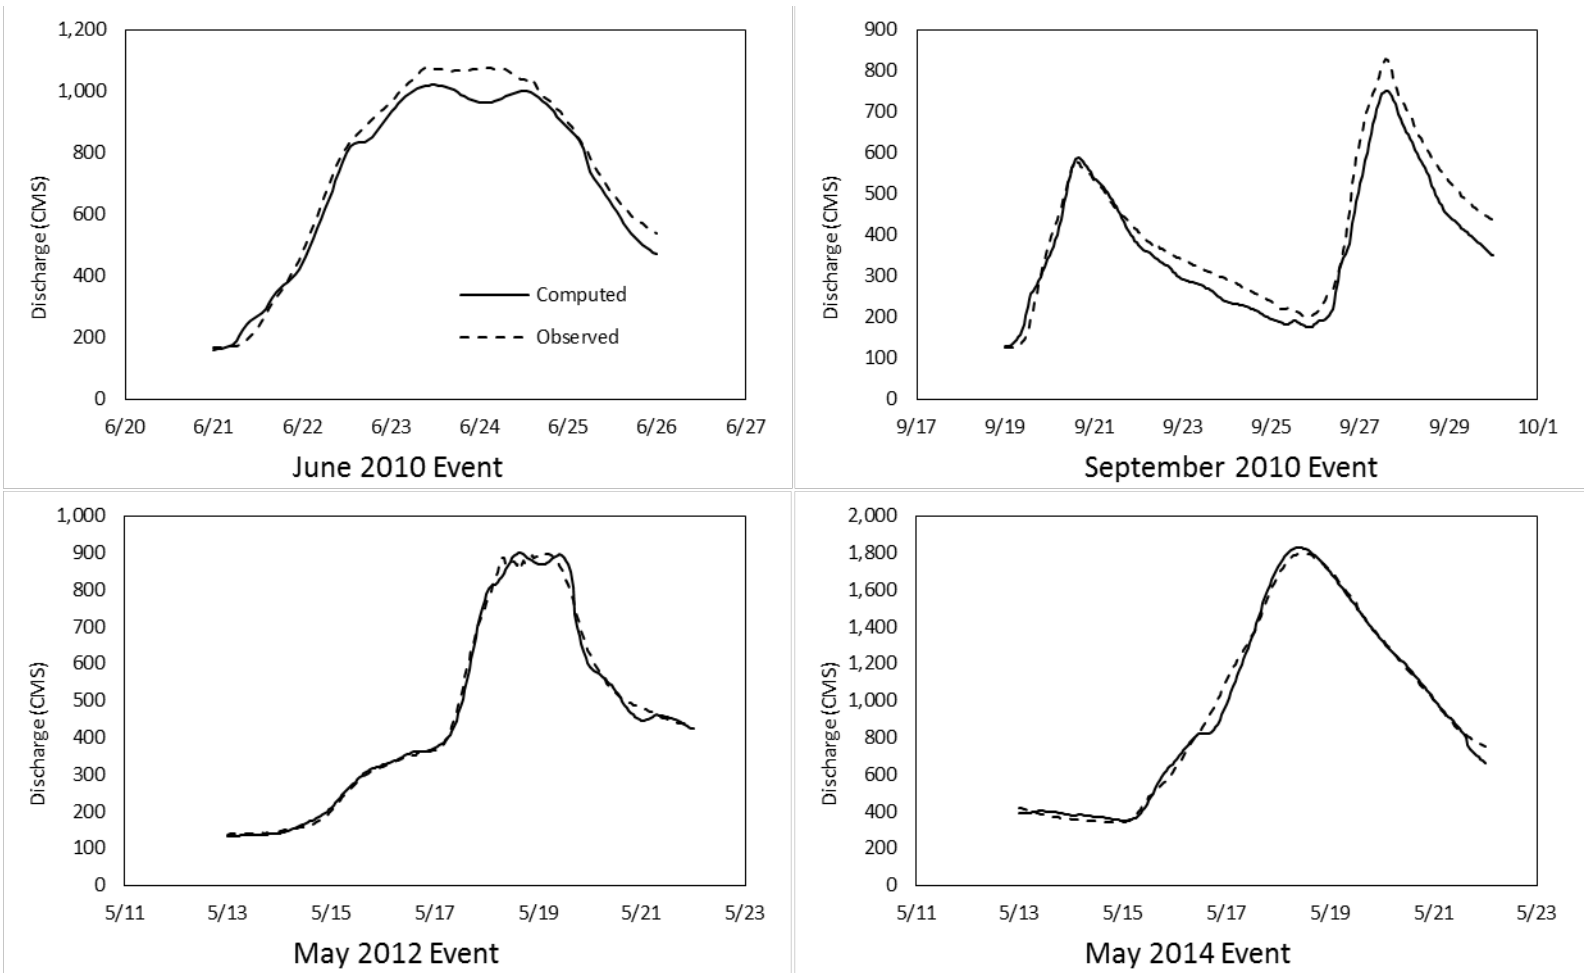 1,200
1,000
800
600
400
200
0
Discharge (CMS)
6/20 6/21 6/22 6/23 6/24 6/25 6/26 6/27
Computed
Observed
June 2010 Event
900
800
700
600
500
400
300
200
100
0
Discharge (CMS)
9/17 9/19 9/21 9/23 9/25 9/27 9/29 10/1
September 2010 Event
1,000
900
800
700
600
500
400
300
200
100
0
Discharge (CMS)
5/11 5/13 5/15 5/17 5/19 5/21 5/23
May 2012 Event
2,000
1,800
1,600
1,400
1,200
1,000
800
600
400
200
0
Discharge (CMS)
5/11 5/13 5/15 5/17 5/19 5/21 5/23
May 2014 Event